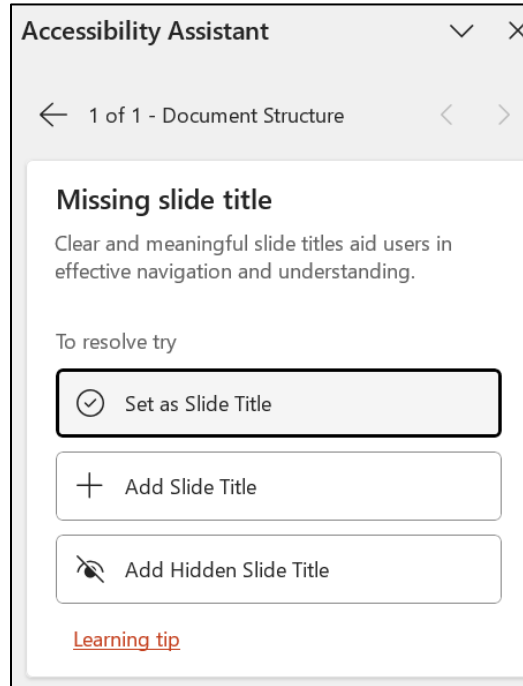 Accessibility Assistant
1 of 1 - Document Structure
Missing slide title
Clear and meaningful slide titles aid users in
effective navigation and understanding.
To resolve try
Set as Slide Title
Add Slide Title
Add Hidden Slide Title
Learning tip